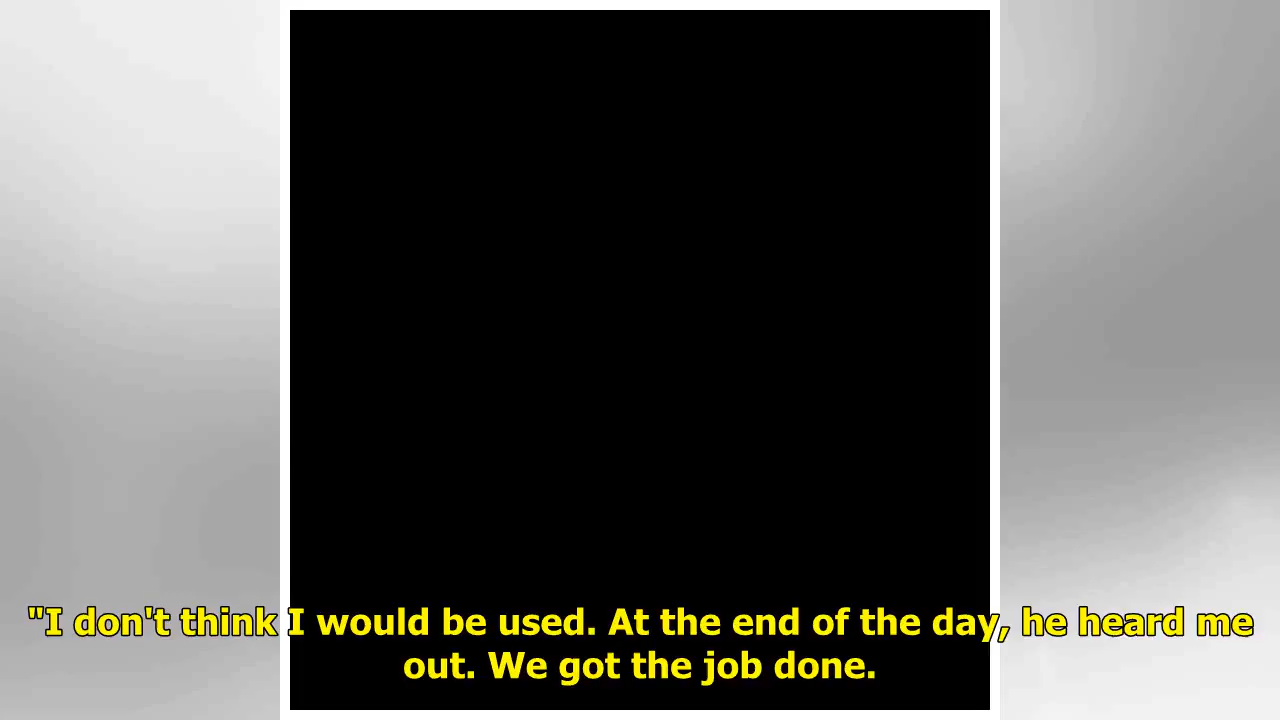 "I don't think I would be used. At the end of the day, he heard me
out. We got the job done.